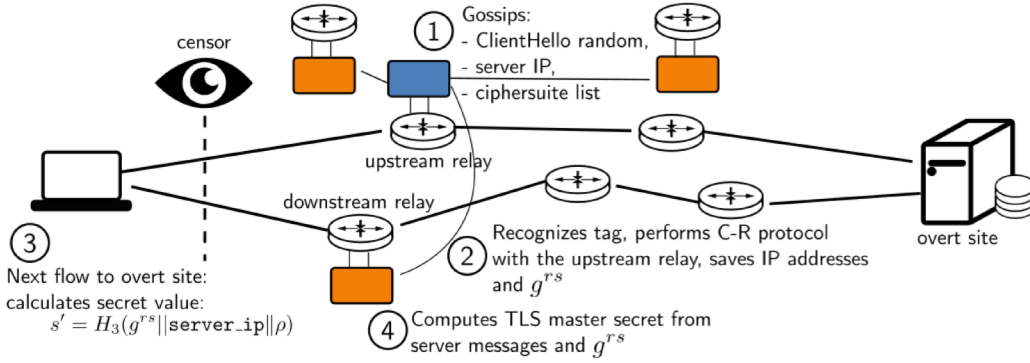 censor
1
Gossips:
- ClientHello random,
- server IP,
- ciphersuite list
upstream relay
downstream relay
overt site
2
Recognizes tag, performs C-R protocol
with the upstream relay, saves IP addresses
and g^{rs}
3
Next flow to overt site:
calculates secret value:
s' = H_3(g^{rs}||server_ip||ρ)
4
Computes TLS master secret from
server messages and g^{rs}